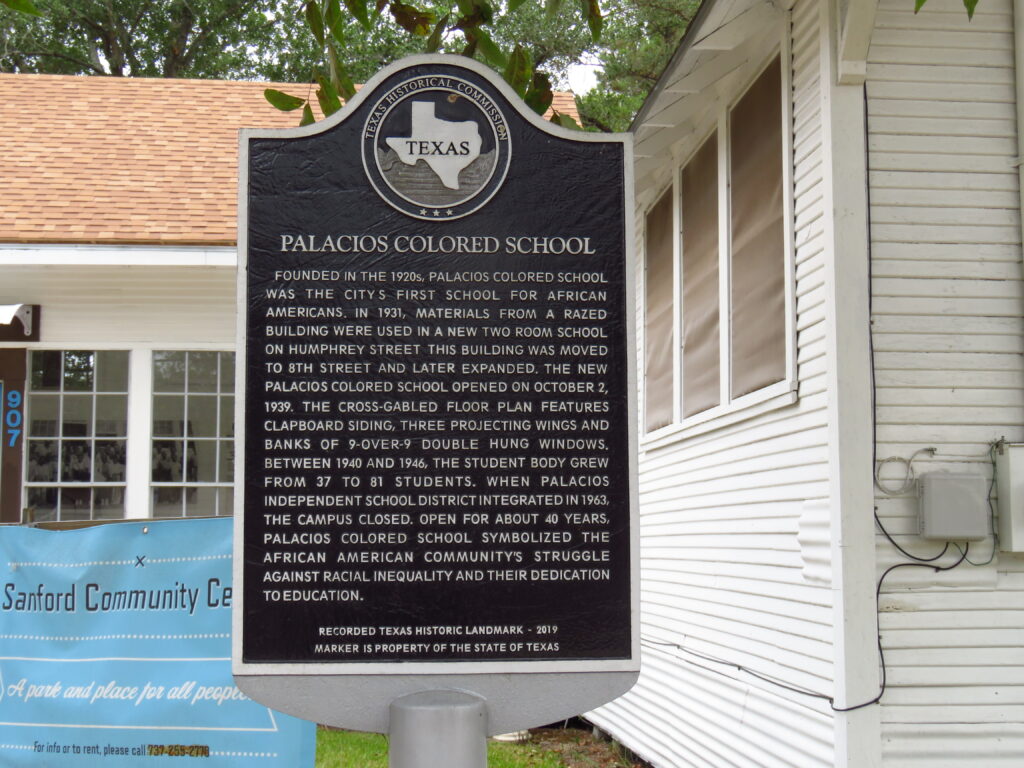 TEXAS HISTORICAL COMMISSION
TEXAS
PALACIOS COLORED SCHOOL
FOUNDED IN THE 1920s, PALACIOS COLORED SCHOOL
WAS THE CITY'S FIRST SCHOOL FOR AFRICAN
AMERICANS. IN 1931, MATERIALS FROM A RAZED
BUILDING WERE USED IN A NEW TWO ROOM SCHOOL
ON HUMPHREY STREET. THIS BUILDING WAS MOVED
TO 8TH STREET AND LATER EXPANDED. THE NEW
PALACIOS COLORED SCHOOL OPENED ON OCTOBER 2,
1939. THE CROSS-GABLED FLOOR PLAN FEATURES
CLAPBOARD SIDING, THREE PROJECTING WINGS AND
BANKS OF 9-OVER-9 DOUBLE HUNG WINDOWS.
BETWEEN 1940 AND 1946, THE STUDENT BODY GREW
FROM 37 TO 81 STUDENTS. WHEN PALACIOS
INDEPENDENT SCHOOL DISTRICT INTEGRATED IN 1963,
THE CAMPUS CLOSED. OPEN FOR ABOUT 40 YEARS,
PALACIOS COLORED SCHOOL SYMBOLIZED THE
AFRICAN AMERICAN COMMUNITY'S STRUGGLE
AGAINST RACIAL INEQUALITY AND THEIR DEDICATION
TO EDUCATION.
RECORDED TEXAS HISTORIC LANDMARK - 2019
MARKER IS PROPERTY OF THE STATE OF TEXAS
907
Sanford Community Ce
A park and place for all people.
For info or to rent, please call 737-255-2778